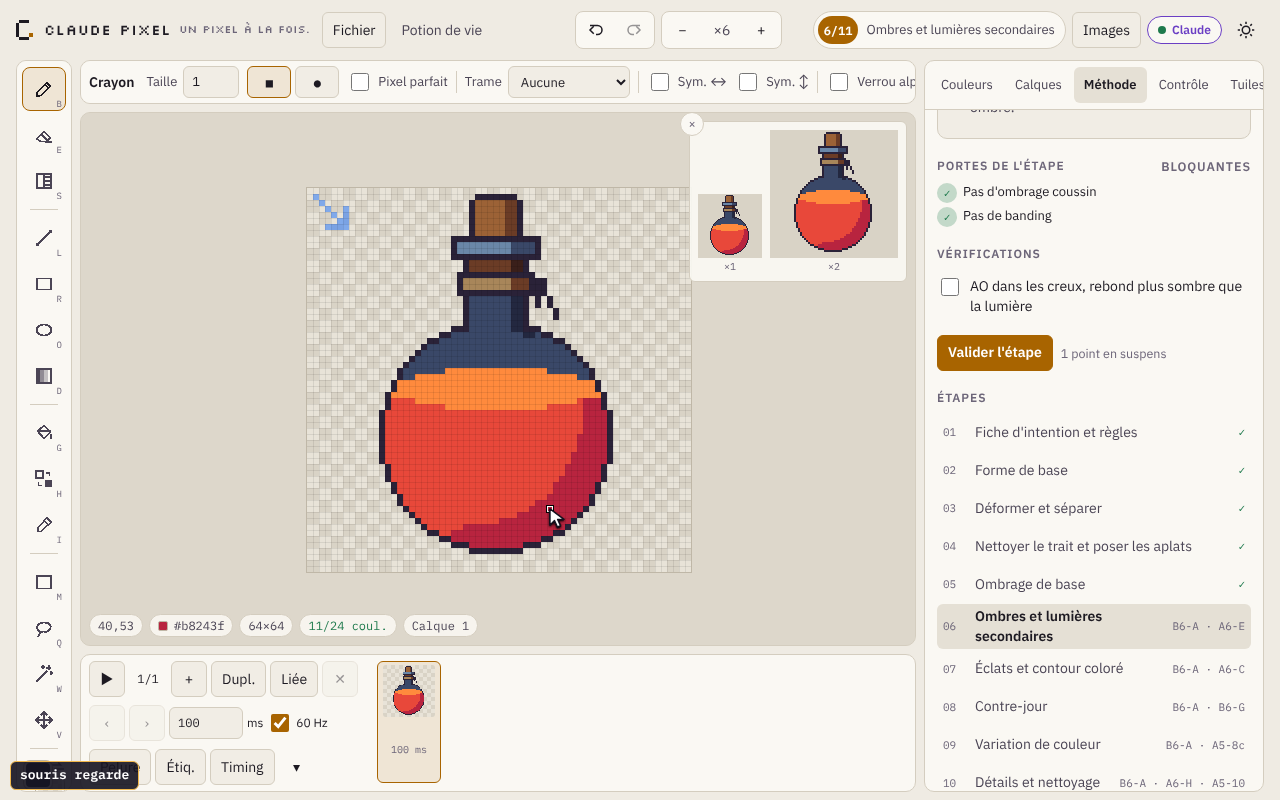 CLAUDE PIXEL UN PIXEL À LA FOIS. Fichier Potion de vie − ×6 + 6/11 Ombres et lumières secondaires Images Claude
Crayon Taille 1 Pixel parfait Trame Aucune Sym. ↔ Sym. ↕ Verrou alp
Couleurs Calques Méthode Contrôle Tuiles
B
E
S
L
R
O
D
G
H
I
M
Q
W
V
×1 ×2
40,53 #b8243f 64×64 11/24 coul. Calque 1
1/1 + Dupl. Liée ×
‹ › 100 ms 60 Hz
Étiq. Timing
100 ms
souris regarde
PORTES DE L'ÉTAPE BLOQUANTES
Pas d'ombrage coussin
Pas de banding
VÉRIFICATIONS
AO dans les creux, rebond plus sombre que
la lumière
Valider l'étape 1 point en suspens
ÉTAPES
01 Fiche d'intention et règles ✓
02 Forme de base ✓
03 Déformer et séparer ✓
04 Nettoyer le trait et poser les aplats ✓
05 Ombrage de base ✓
06 Ombres et lumières secondaires B6-A · A6-E
07 Éclats et contour coloré B6-A · A6-C
08 Contre-jour B6-A · B6-G
09 Variation de couleur B6-A · A5-8c
10 Détails et nettoyage B6-A · A6-H · A5-10